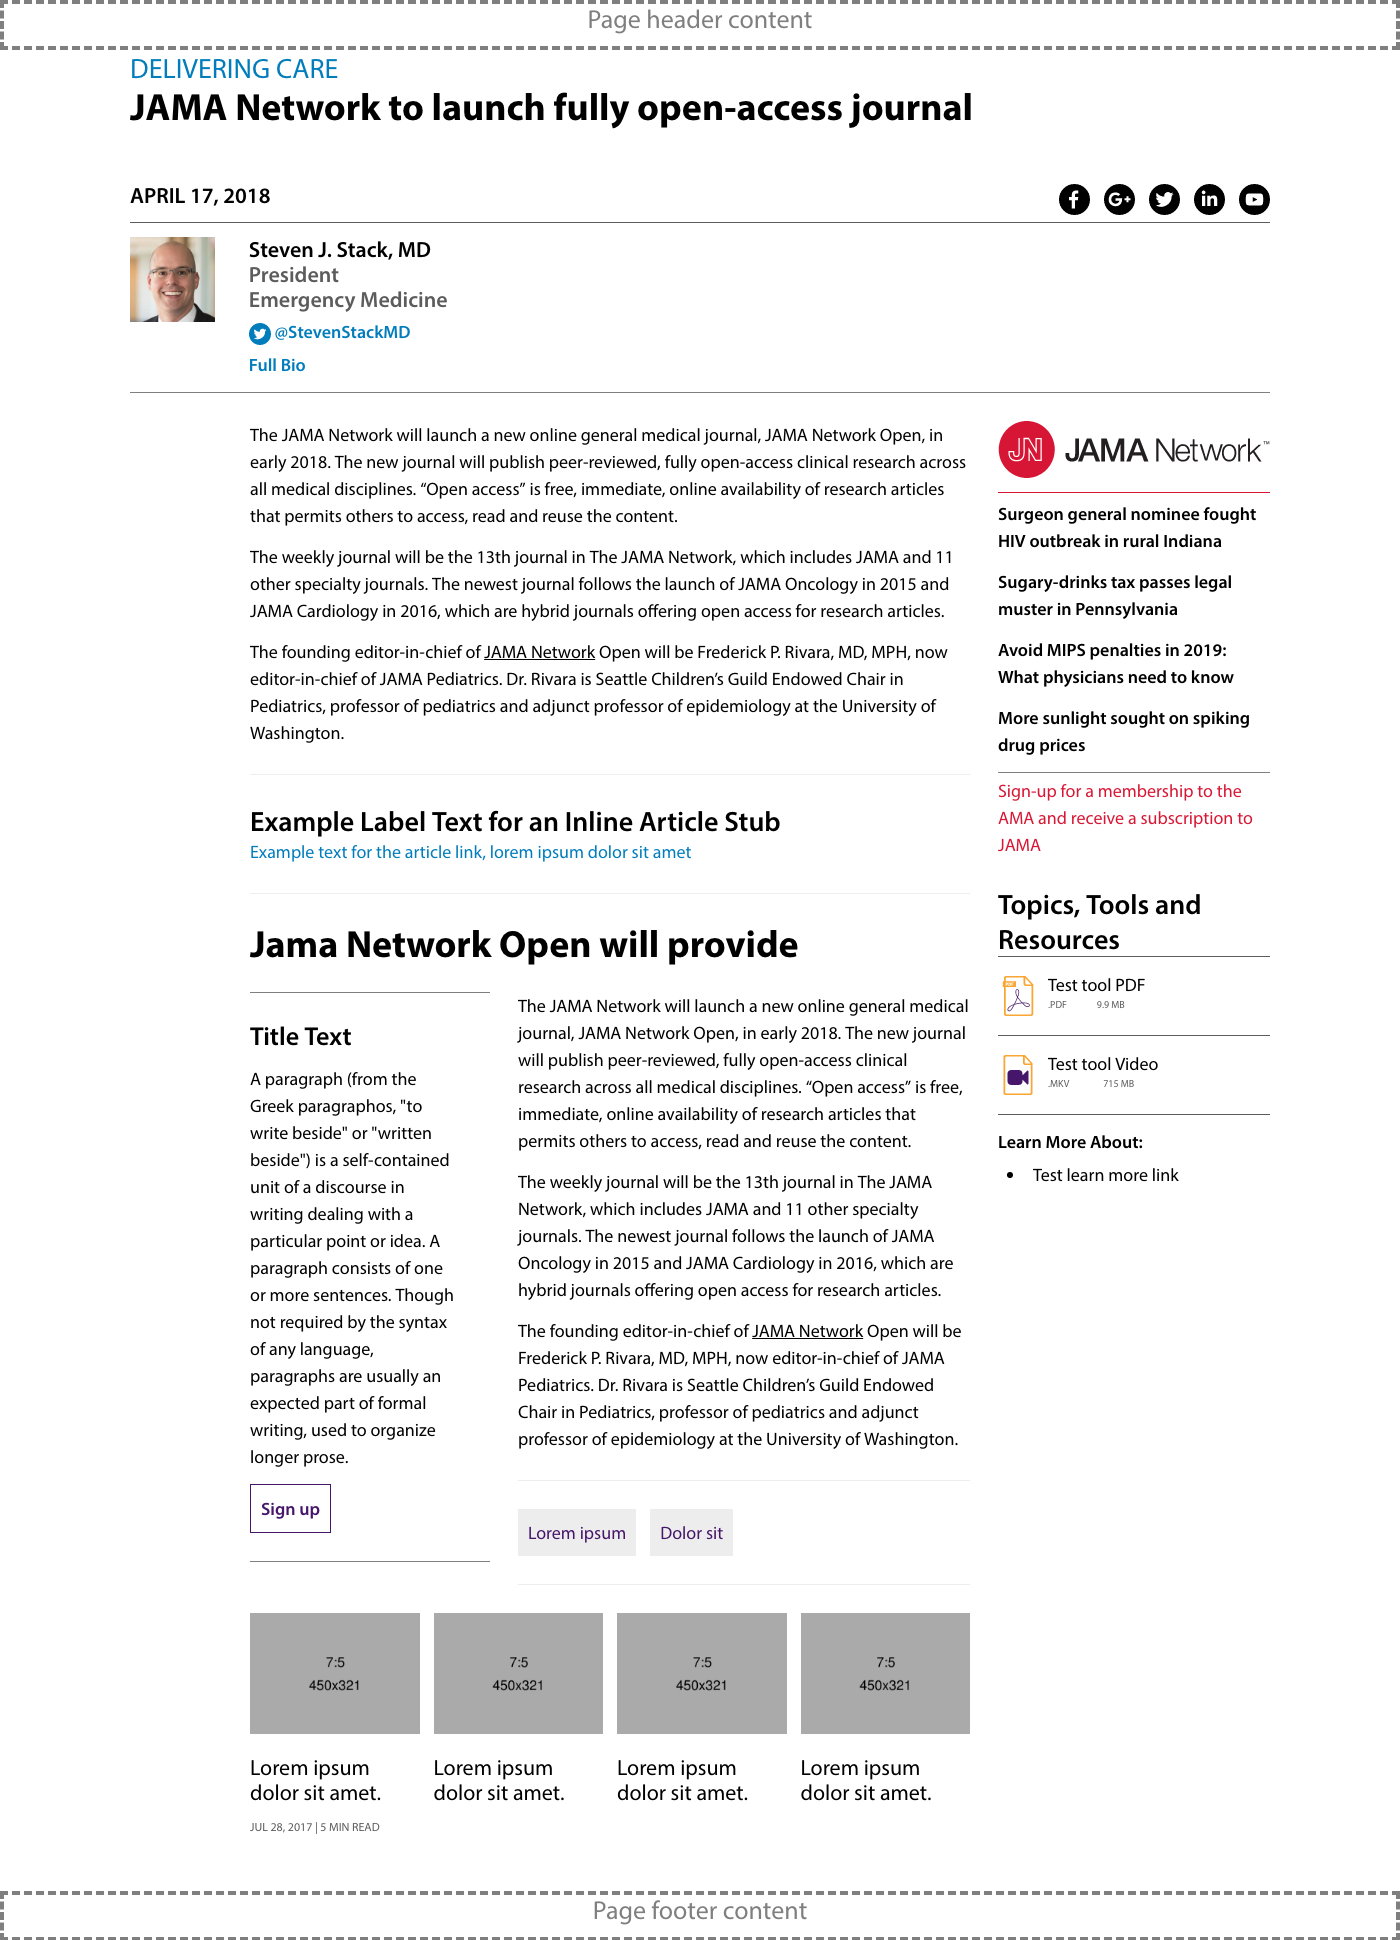 Page header content
DELIVERING CARE
JAMA Network to launch fully open-access journal
APRIL 17, 2018
Steven J. Stack, MD
President
Emergency Medicine
@StevenStackMD
Full Bio
The JAMA Network will launch a new online general medical journal, JAMA Network Open, in
early 2018. The new journal will publish peer-reviewed, fully open-access clinical research across
all medical disciplines. “Open access” is free, immediate, online availability of research articles
that permits others to access, read and reuse the content.
The weekly journal will be the 13th journal in The JAMA Network, which includes JAMA and 11
other specialty journals. The newest journal follows the launch of JAMA Oncology in 2015 and
JAMA Cardiology in 2016, which are hybrid journals offering open access for research articles.
The founding editor-in-chief of JAMA Network Open will be Frederick P. Rivara, MD, MPH, now
editor-in-chief of JAMA Pediatrics. Dr. Rivara is Seattle Children’s Guild Endowed Chair in
Pediatrics, professor of pediatrics and adjunct professor of epidemiology at the University of
Washington.
Example Label Text for an Inline Article Stub
Example text for the article link, lorem ipsum dolor sit amet
Jama Network Open will provide
Title Text
A paragraph (from the
Greek paragraphos, "to
write beside" or "written
beside") is a self-contained
unit of a discourse in
writing dealing with a
particular point or idea. A
paragraph consists of one
or more sentences. Though
not required by the syntax
of any language,
paragraphs are usually an
expected part of formal
writing, used to organize
longer prose.
Sign up
The JAMA Network will launch a new online general medical
journal, JAMA Network Open, in early 2018. The new journal
will publish peer-reviewed, fully open-access clinical
research across all medical disciplines. “Open access” is free,
immediate, online availability of research articles that
permits others to access, read and reuse the content.
The weekly journal will be the 13th journal in The JAMA
Network, which includes JAMA and 11 other specialty
journals. The newest journal follows the launch of JAMA
Oncology in 2015 and JAMA Cardiology in 2016, which are
hybrid journals offering open access for research articles.
The founding editor-in-chief of JAMA Network Open will be
Frederick P. Rivara, MD, MPH, now editor-in-chief of JAMA
Pediatrics. Dr. Rivara is Seattle Children’s Guild Endowed
Chair in Pediatrics, professor of pediatrics and adjunct
professor of epidemiology at the University of Washington.
Lorem ipsum
Dolor sit
7:5
450x321
7:5
450x321
7:5
450x321
7:5
450x321
Lorem ipsum
dolor sit amet.
JUL 28, 2017 | 5 MIN READ
Lorem ipsum
dolor sit amet.
Lorem ipsum
dolor sit amet.
Lorem ipsum
dolor sit amet.
JN JAMA Network™
Surgeon general nominee fought
HIV outbreak in rural Indiana
Sugary-drinks tax passes legal
muster in Pennsylvania
Avoid MIPS penalties in 2019:
What physicians need to know
More sunlight sought on spiking
drug prices
Sign-up for a membership to the
AMA and receive a subscription to
JAMA
Topics, Tools and
Resources
Test tool PDF
.PDF 9.9 MB
Test tool Video
.MKV 715 MB
Learn More About:
• Test learn more link
Page footer content